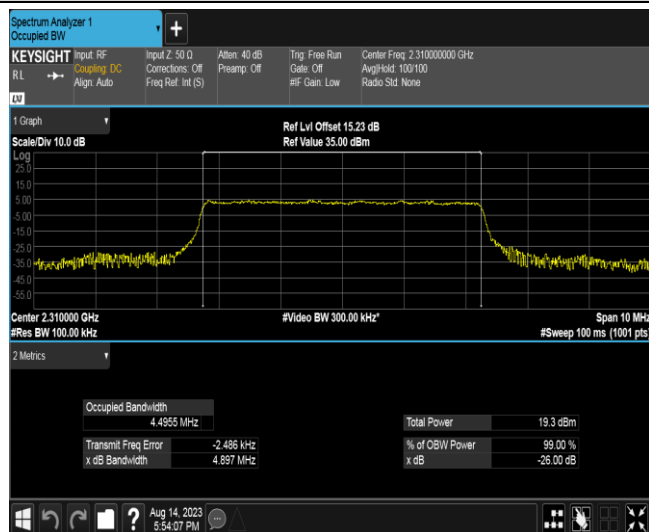 Spectrum Analyzer 1
Occupied BW
+
KEYSIGHT Input: RF Input Z: 50 Ω Atten: 40 dB Trig: Free Run Center Freq: 2.310000000 GHz
RL Coupling: DC Corrections: Off Preamp: Off Gate: Off Avg|Hold: 100/100
Align: Auto Freq Ref: Int (S) #IF Gain: Low Radio Std: None
LXI
1 Graph
Ref Lvl Offset 15.23 dB
Scale/Div 10.0 dB Ref Value 35.00 dBm
Log
25.0
15.0
5.00
-5.00
-15.0
-25.0
-35.0
-45.0
-55.0
Center 2.310000 GHz #Video BW 300.00 kHz* Span 10 MHz
#Res BW 100.00 kHz #Sweep 100 ms (1001 pts)
2 Metrics
Occupied Bandwidth
4.4955 MHz Total Power 19.3 dBm
Transmit Freq Error -2.486 kHz % of OBW Power 99.00 %
x dB Bandwidth 4.897 MHz x dB -26.00 dB
? Aug 14, 2023
5:54:07 PM